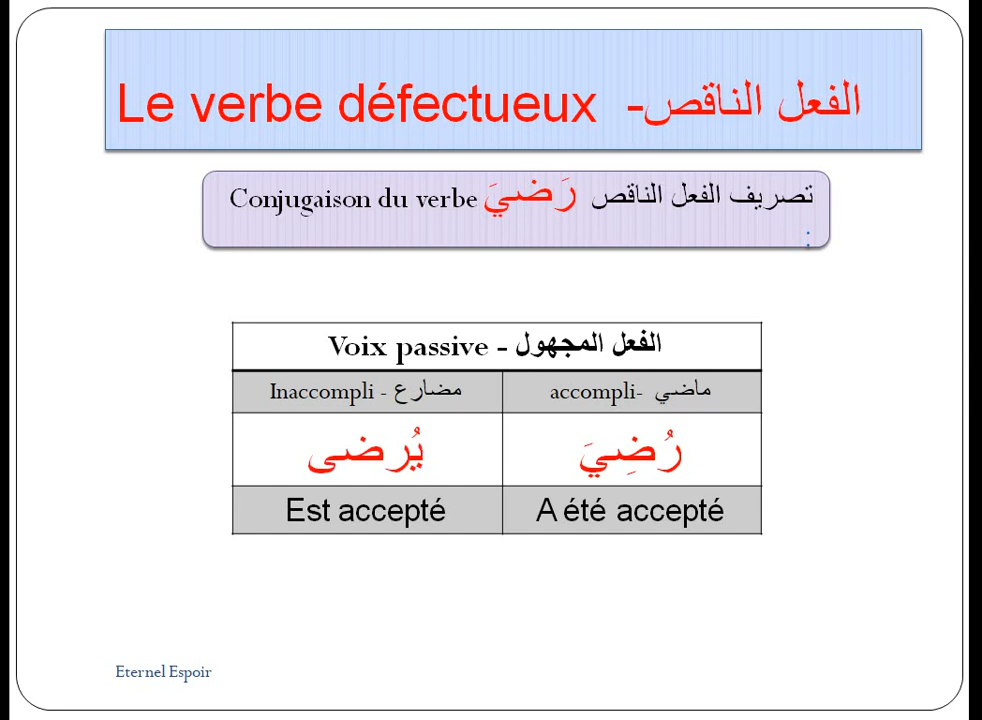 Le verbe défectueux -الفعل الناقص
Conjugaison du verbe رَضيَ تصريف الفعل الناقص
:
Voix passive - الفعل المجهول
Inaccompli - مضارع accompli- ماضي
يُرضى رُضِيَ
Est accepté A été accepté
Eternel Espoir